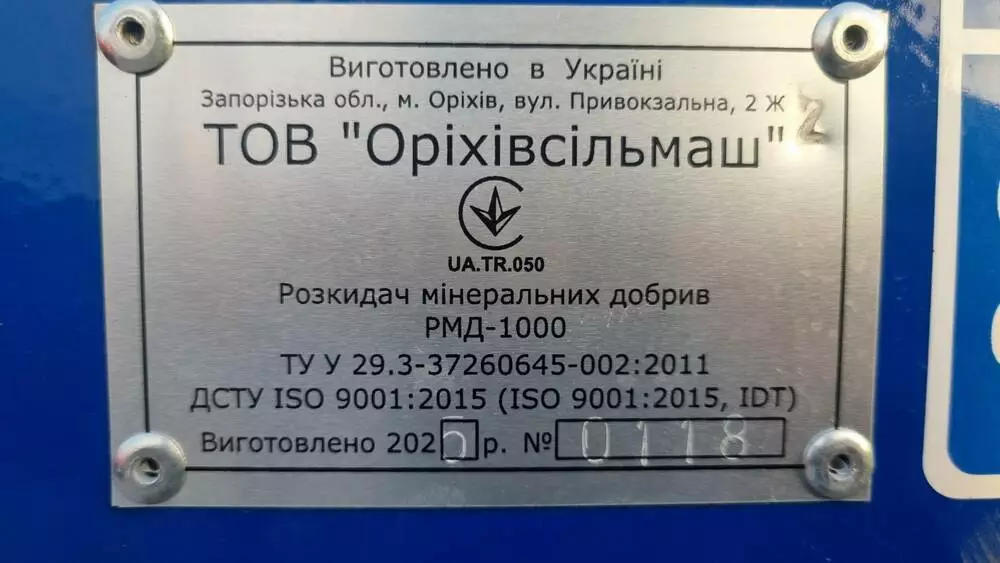 Виготовлено в Україні
Запорізька обл., м. Оріхів, вул. Привокзальна, 2 Ж
2
ТОВ "Оріхівсільмаш"
UA.TR.050
Розкидач мінеральних добрив
РМД-1000
ТУ У 29.3-37260645-002:2011
ДСТУ ISO 9001:2015 (ISO 9001:2015, IDT)
Виготовлено 2025 р. № 0118